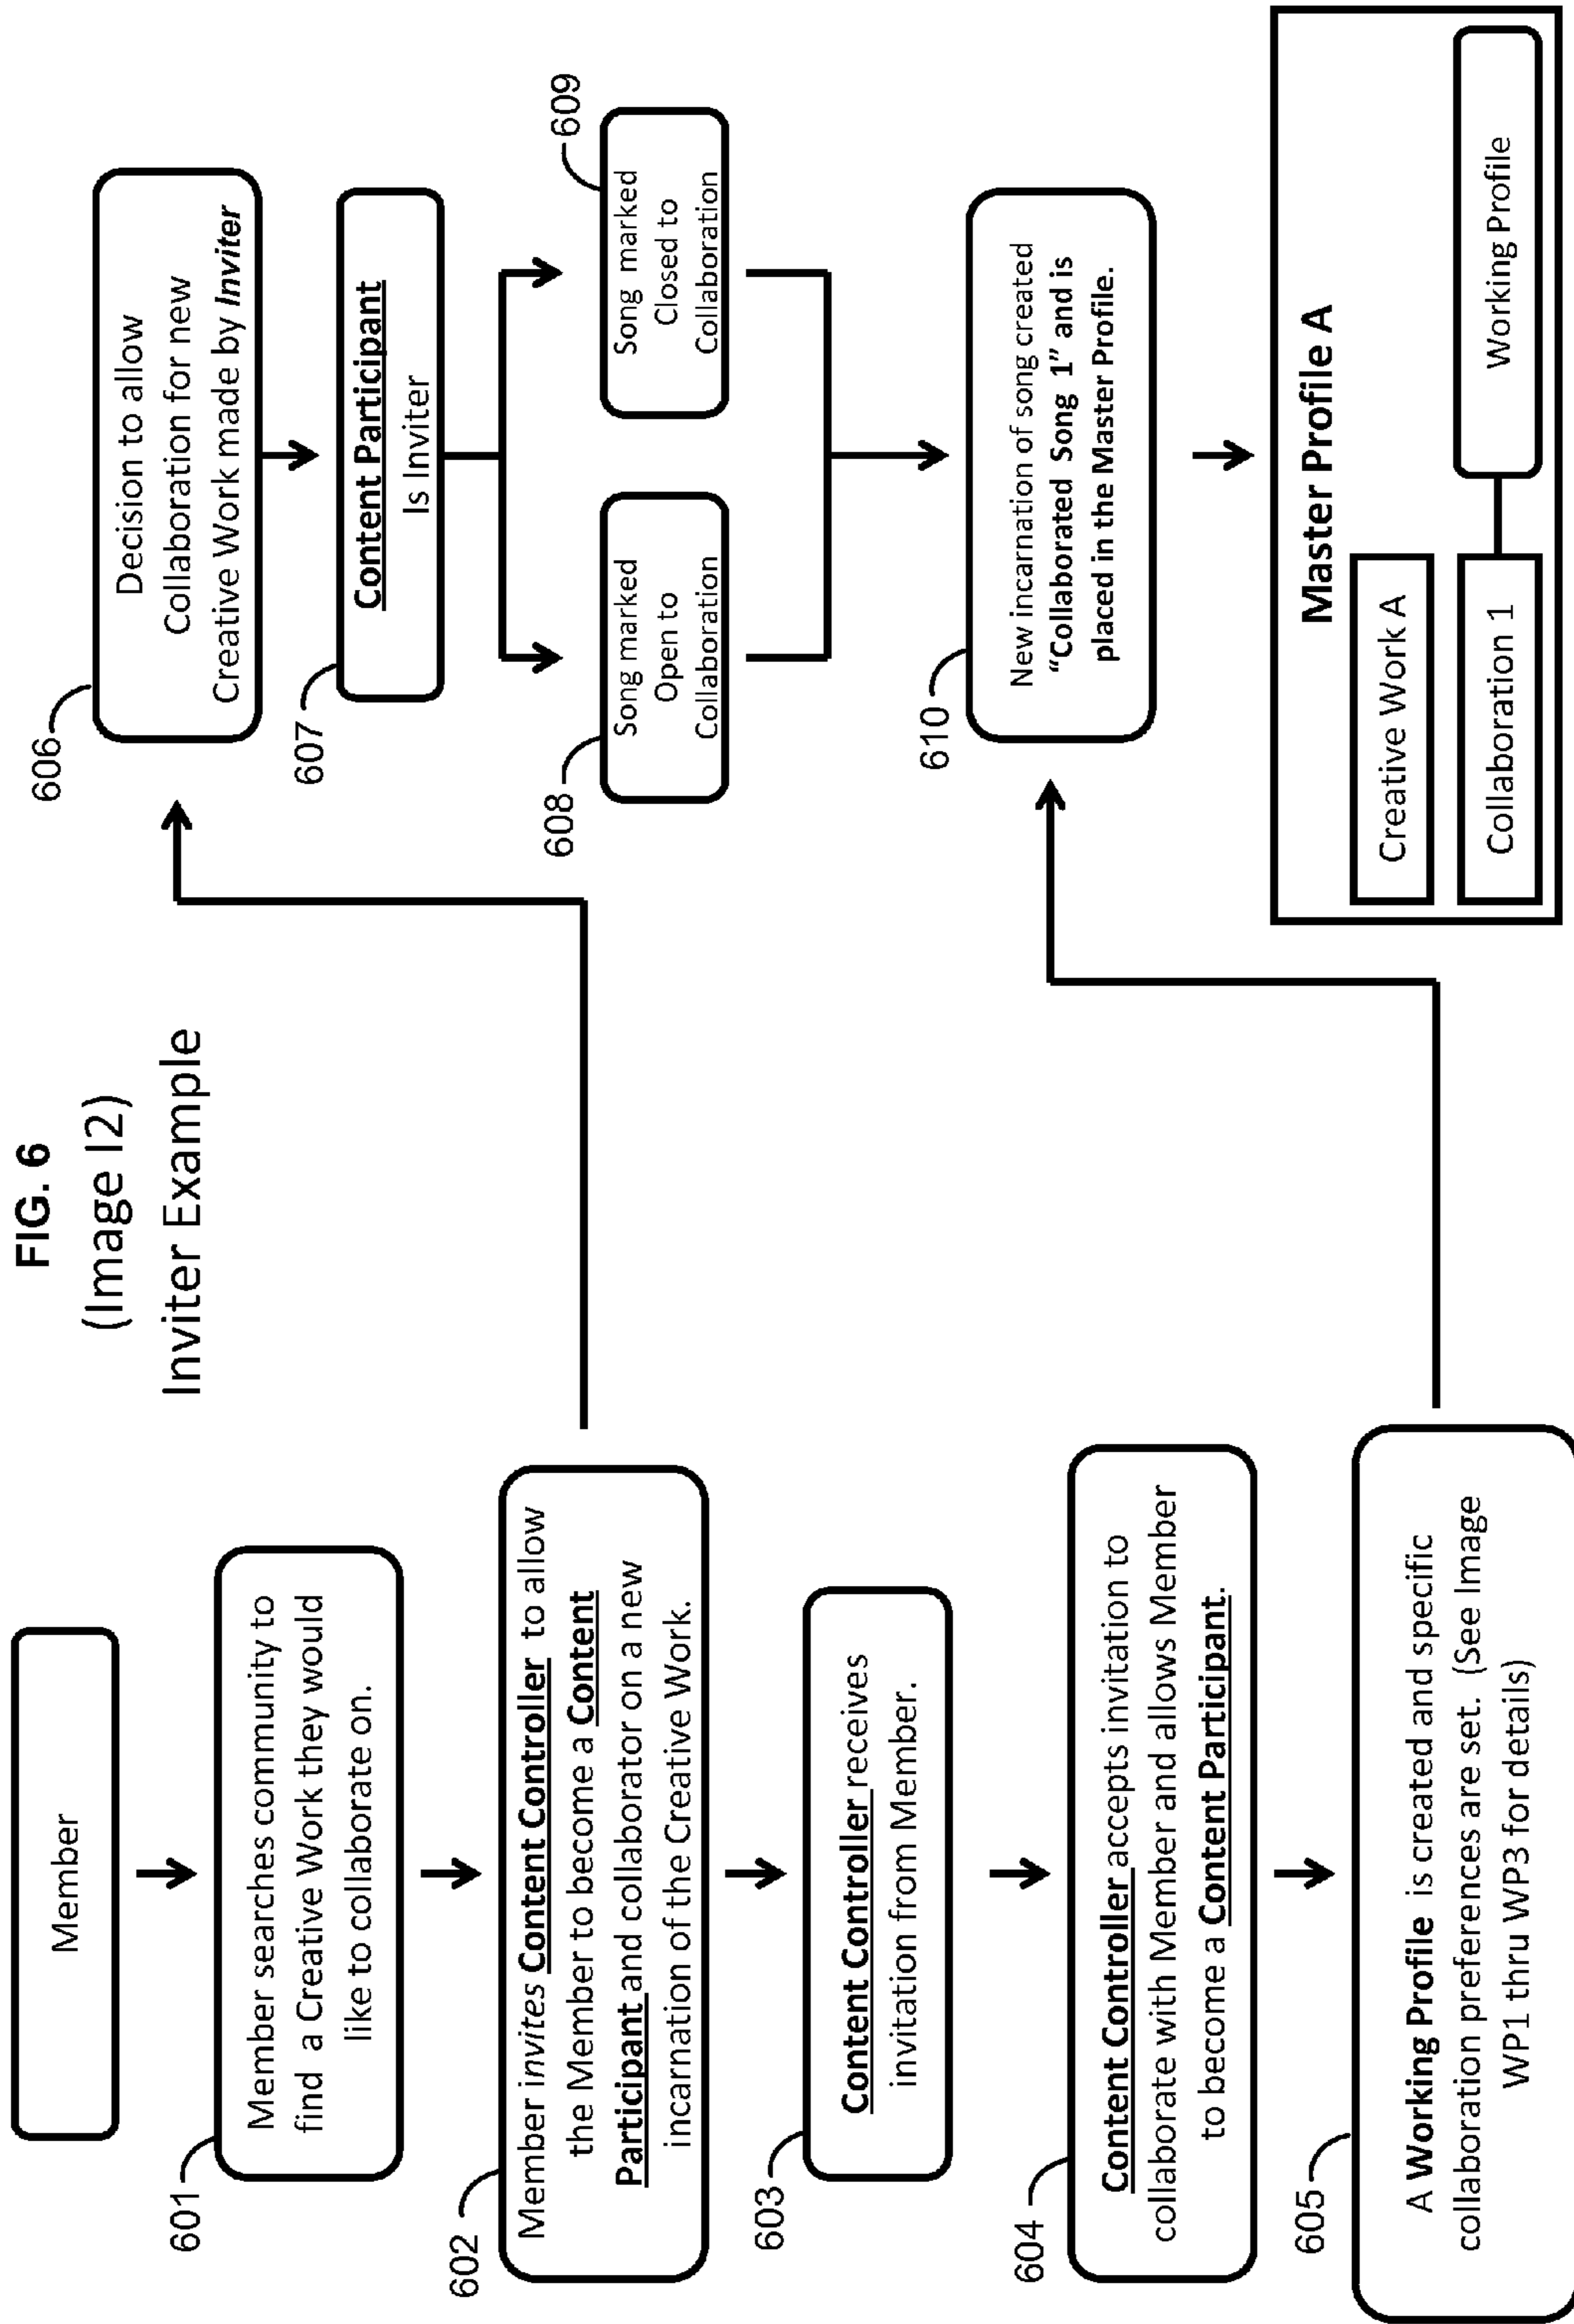 FIG. 6
(Image I2)
Inviter Example
Member
601
Member searches community to
find a Creative Work they would
like to collaborate on.
602
Member invites Content Controller to allow
the Member to become a Content
Participant and collaborator on a new
incarnation of the Creative Work.
603
Content Controller receives
invitation from Member.
604
Content Controller accepts invitation to
collaborate with Member and allows Member
to become a Content Participant.
605
A Working Profile is created and specific
collaboration preferences are set. (See Image
WP1 thru WP3 for details)
606
Decision to allow
Collaboration for new
Creative Work made by Inviter
607
Content Participant
Is Inviter
608
Song marked
Open to
Collaboration
609
Song marked
Closed to
Collaboration
610
New incarnation of song created
“Collaborated Song 1” and is
placed in the Master Profile.
Master Profile A
Creative Work A
Collaboration 1
Working Profile